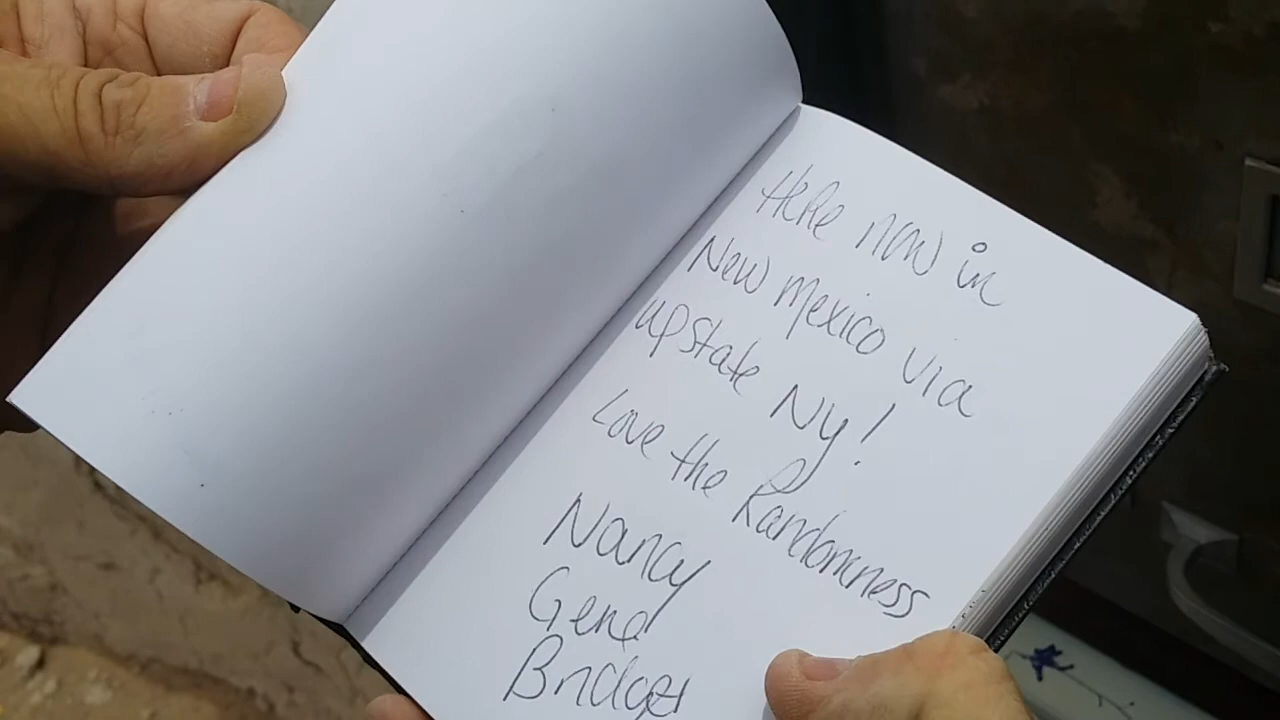 Here now in
New Mexico via
upstate NY!
Love the Randomness
Nancy
Gene
Bridget